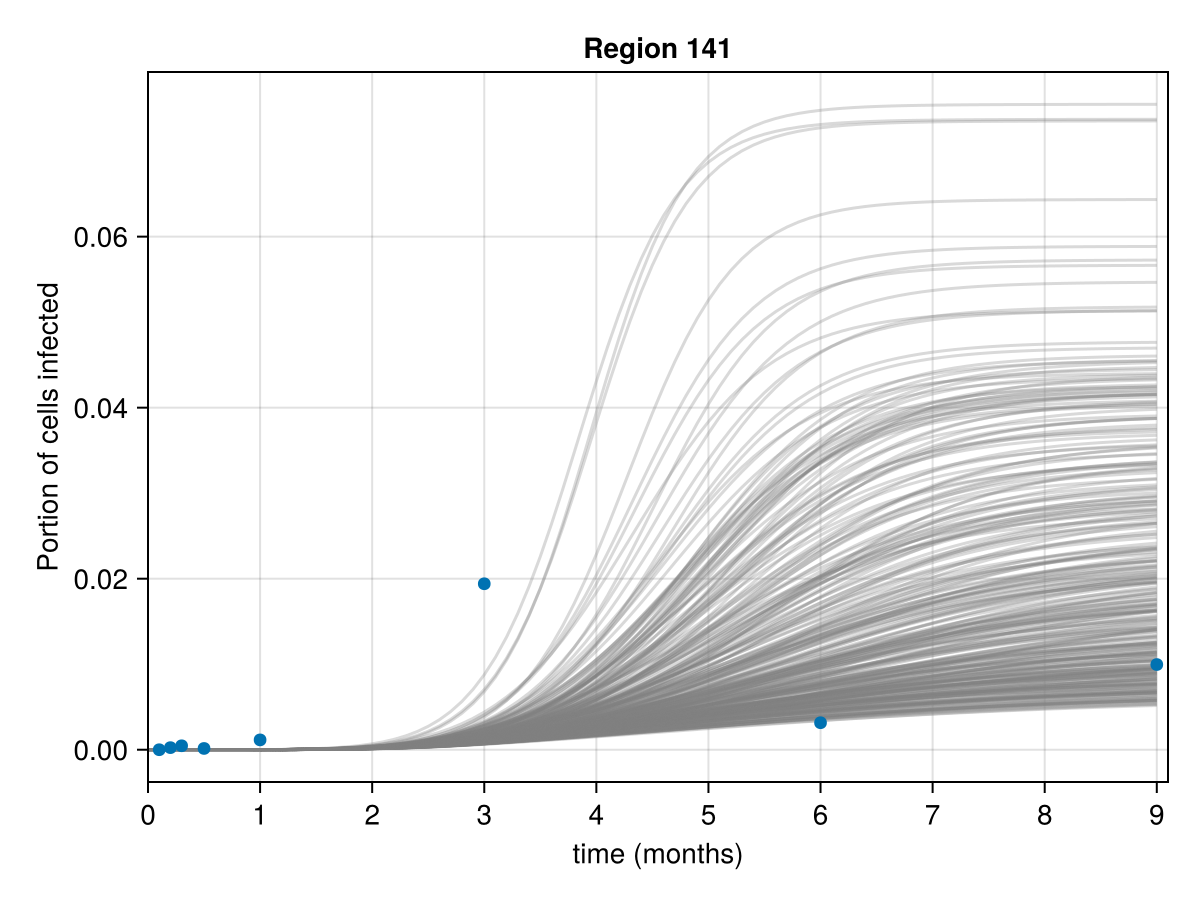 Region 141
Portion of cells infected
0.06
0.04
0.02
0.00
0 1 2 3 4 5 6 7 8 9
time (months)